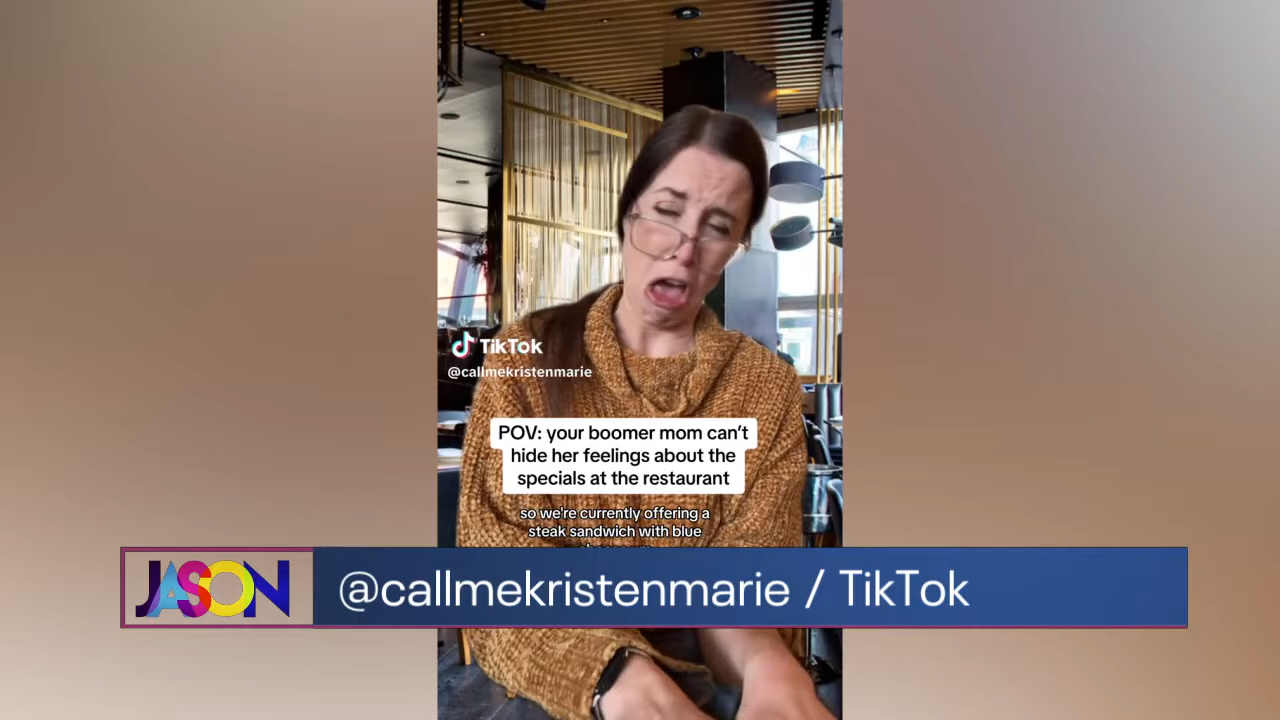 TikTok
@callmekristenmarie
POV: your boomer mom can't
hide her feelings about the
specials at the restaurant
so we're currently offering a
steak sandwich with blue
JASON
@callmekristenmarie / TikTok